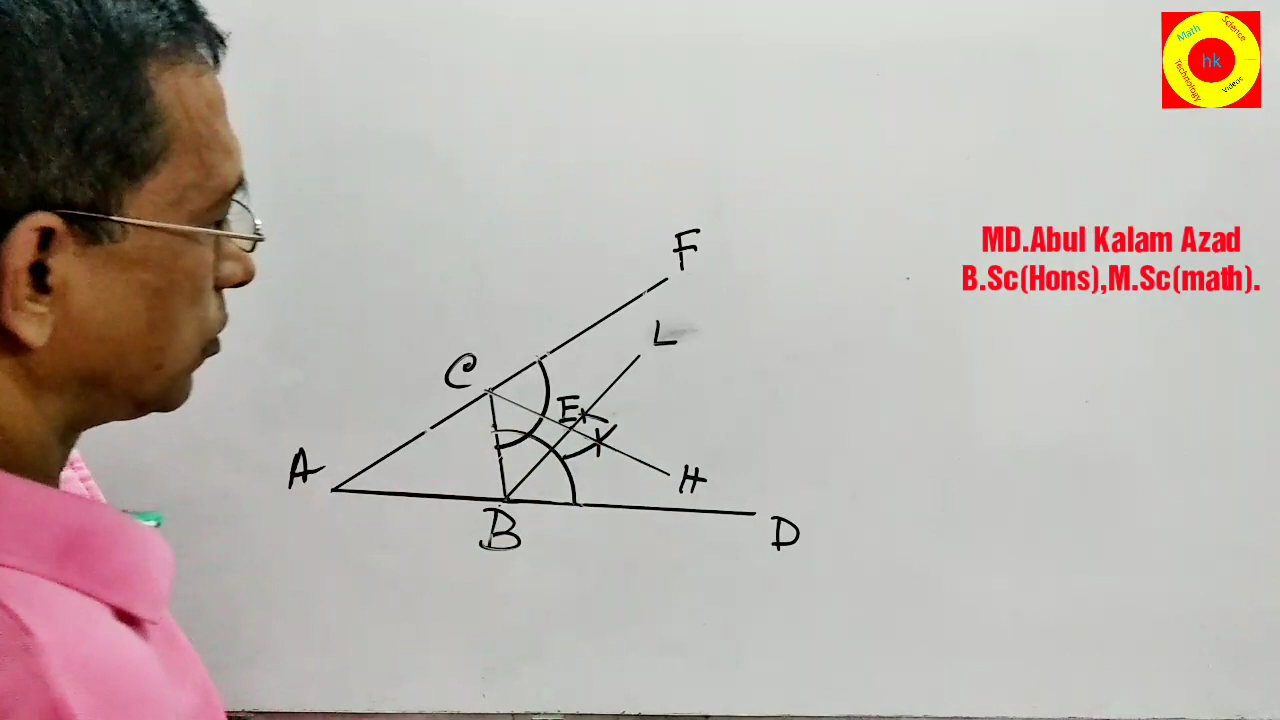 Math
Science
hk
Technology
Videos
MD.Abul Kalam Azad
B.Sc(Hons),M.Sc(math).
F
L
C
E
A
H
B
D